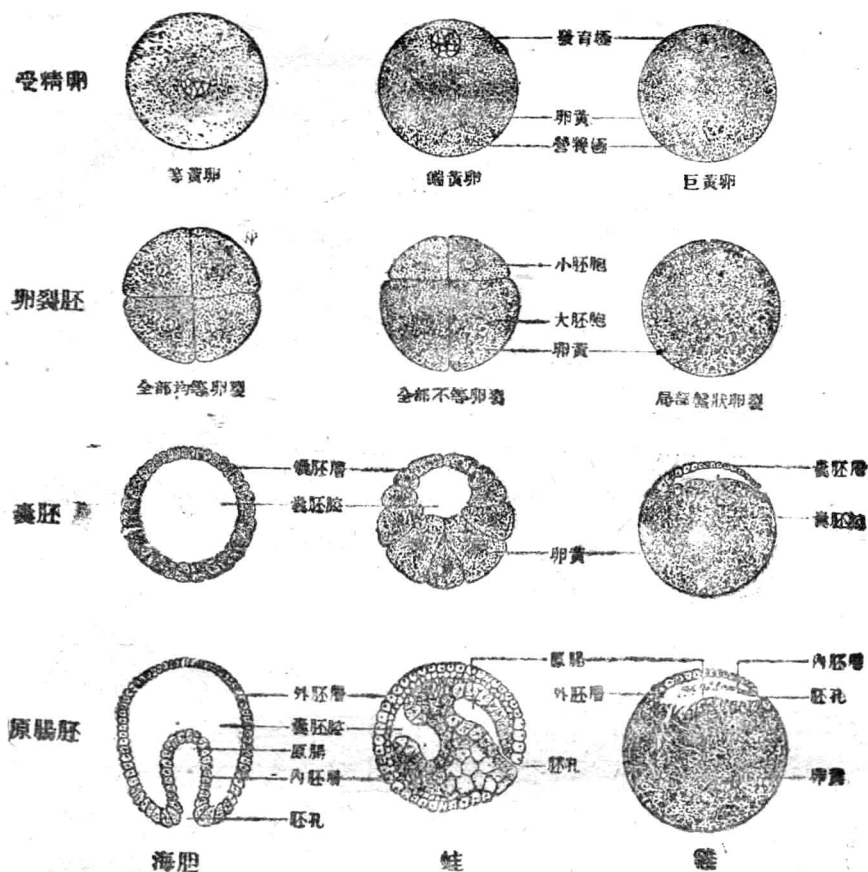 受精卵
發育極
卵黃
營養極
等黃卵
端黃卵
巨黃卵
卵裂胚
小胚胞
大胚胞
卵黃
全部均等卵裂
全部不等卵裂
局部盤狀卵裂
囊胚
囊胚層
囊胚腔
卵黃
囊胚層
囊胚腔
原腸胚
外胚層
囊胚腔
原腸
內胚層
胚孔
原腸
外胚層
胚孔
內胚層
胚孔
卵黃
海胆
蛙
雞